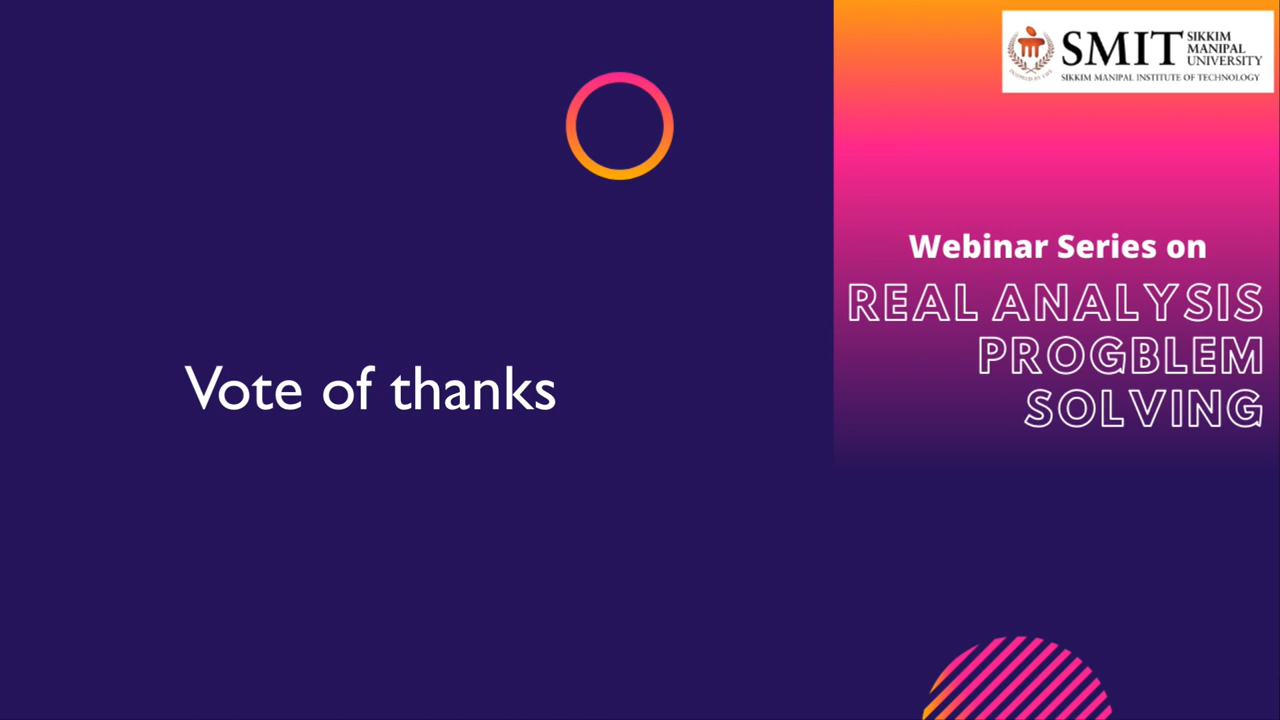 SMIT SIKKIM
MANIPAL
UNIVERSITY
SIKKIM MANIPAL INSTITUTE OF TECHNOLOGY
Webinar Series on
REAL ANALYSIS
PROGBLEM
SOLVING
Vote of thanks